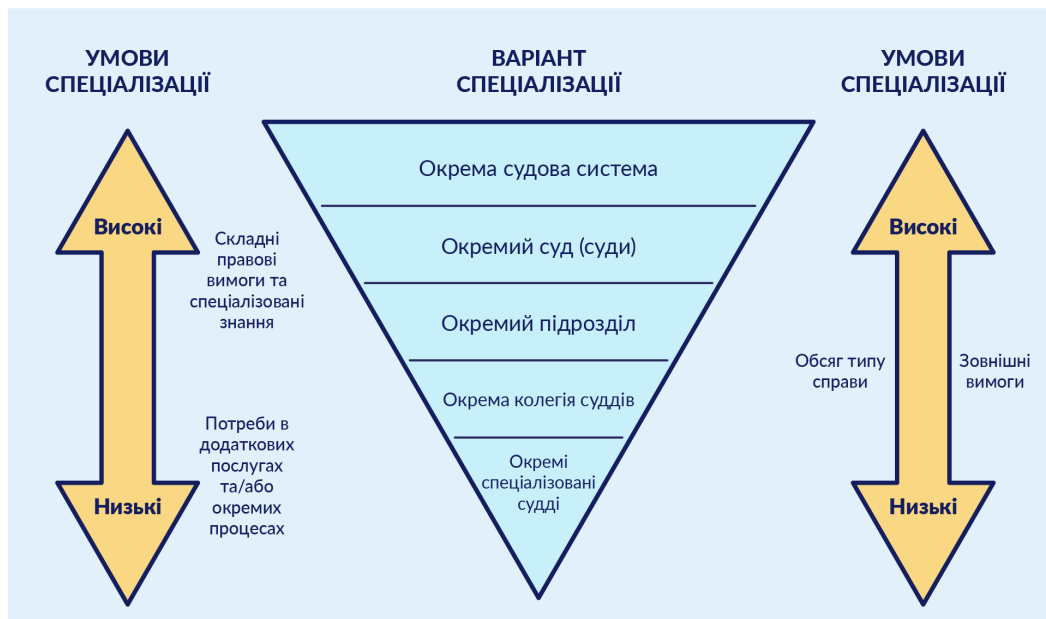 УМОВИ
СПЕЦІАЛІЗАЦІЇ
Високі
Складні
правові
вимоги та
спеціалізовані
знання
Потреби в
додаткових
послугах
та/або
окремих
процесах
Низькі
ВАРІАНТ
СПЕЦІАЛІЗАЦІЇ
Окрема судова система
Окремий суд (суди)
Окремий підрозділ
Окрема колегія суддів
Окремі
спеціалізовані
судді
УМОВИ
СПЕЦІАЛІЗАЦІЇ
Високі
Обсяг типу
справи
Зовнішні
вимоги
Низькі